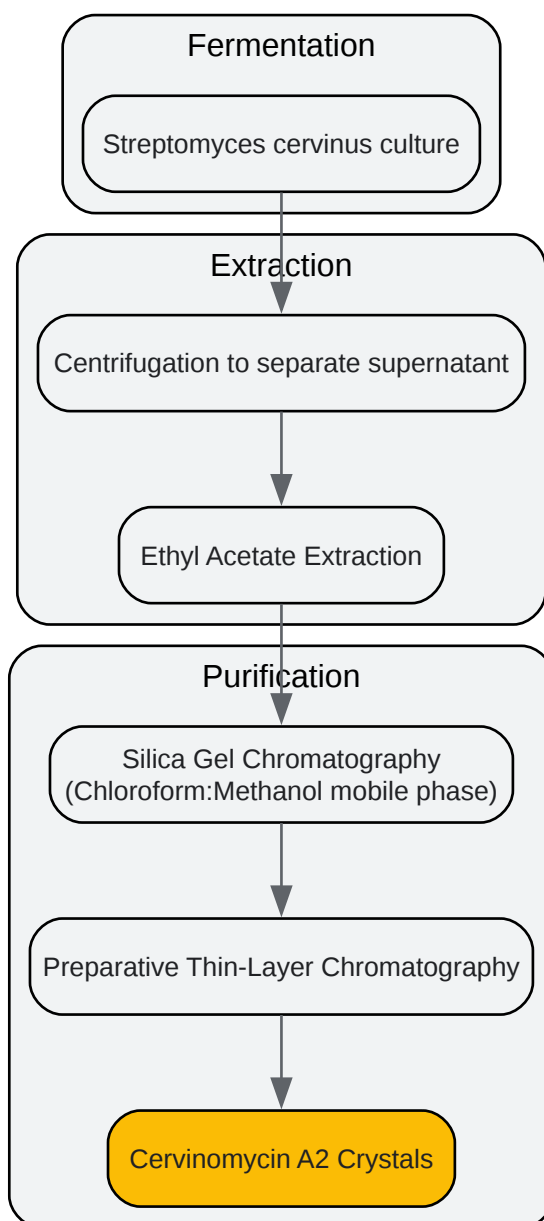 Fermentation
Streptomyces cervinus culture
Extraction
Centrifugation to separate supernatant
Ethyl Acetate Extraction
Purification
Silica Gel Chromatography
(Chloroform:Methanol mobile phase)
Preparative Thin-Layer Chromatography
Cervinomycin A2 Crystals